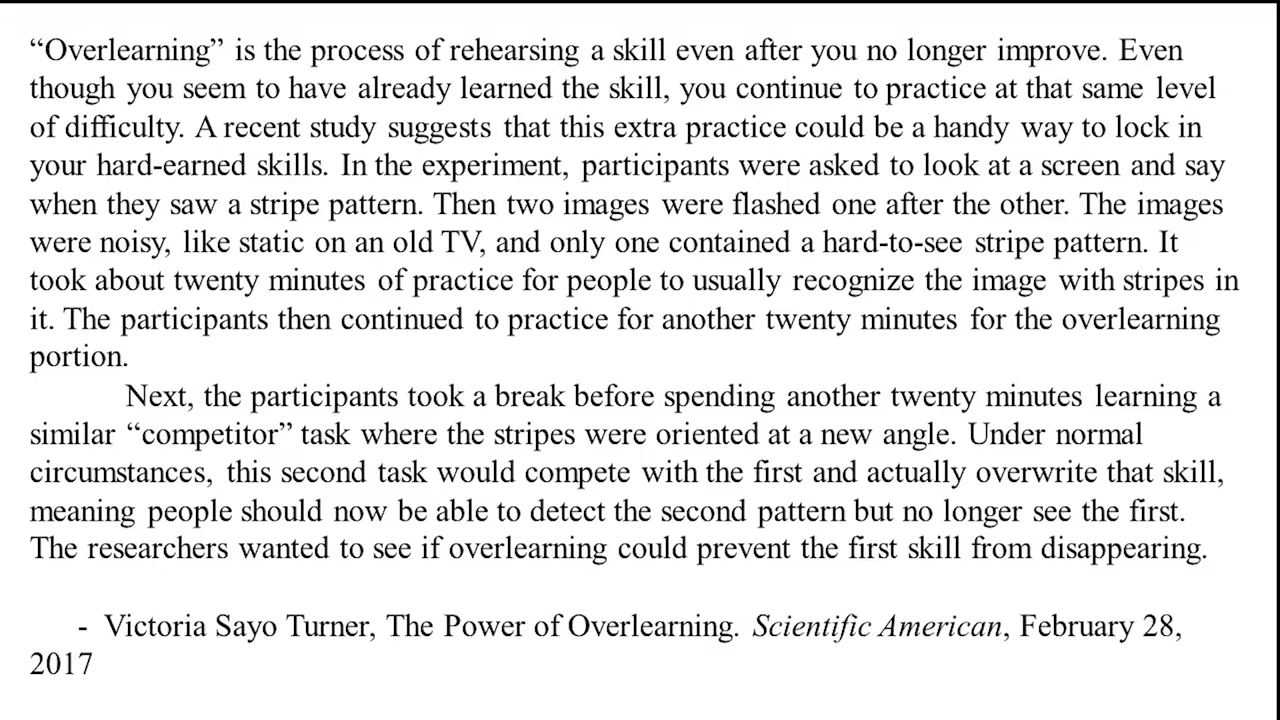 “Overlearning” is the process of rehearsing a skill even after you no longer improve. Even
though you seem to have already learned the skill, you continue to practice at that same level
of difficulty. A recent study suggests that this extra practice could be a handy way to lock in
your hard-earned skills. In the experiment, participants were asked to look at a screen and say
when they saw a stripe pattern. Then two images were flashed one after the other. The images
were noisy, like static on an old TV, and only one contained a hard-to-see stripe pattern. It
took about twenty minutes of practice for people to usually recognize the image with stripes in
it. The participants then continued to practice for another twenty minutes for the overlearning
portion.
Next, the participants took a break before spending another twenty minutes learning a
similar “competitor” task where the stripes were oriented at a new angle. Under normal
circumstances, this second task would compete with the first and actually overwrite that skill,
meaning people should now be able to detect the second pattern but no longer see the first.
The researchers wanted to see if overlearning could prevent the first skill from disappearing.
- Victoria Sayo Turner, The Power of Overlearning. Scientific American, February 28,
2017